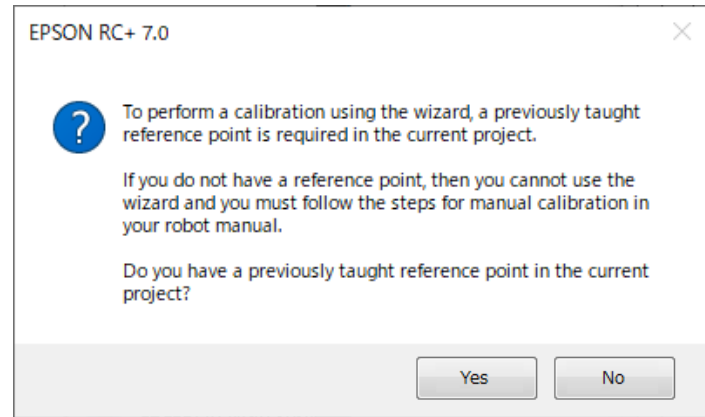 EPSON RC+ 7.0
To perform a calibration using the wizard, a previously taught
reference point is required in the current project.
If you do not have a reference point, then you cannot use the
wizard and you must follow the steps for manual calibration in
your robot manual.
Do you have a previously taught reference point in the current
project?
Yes No